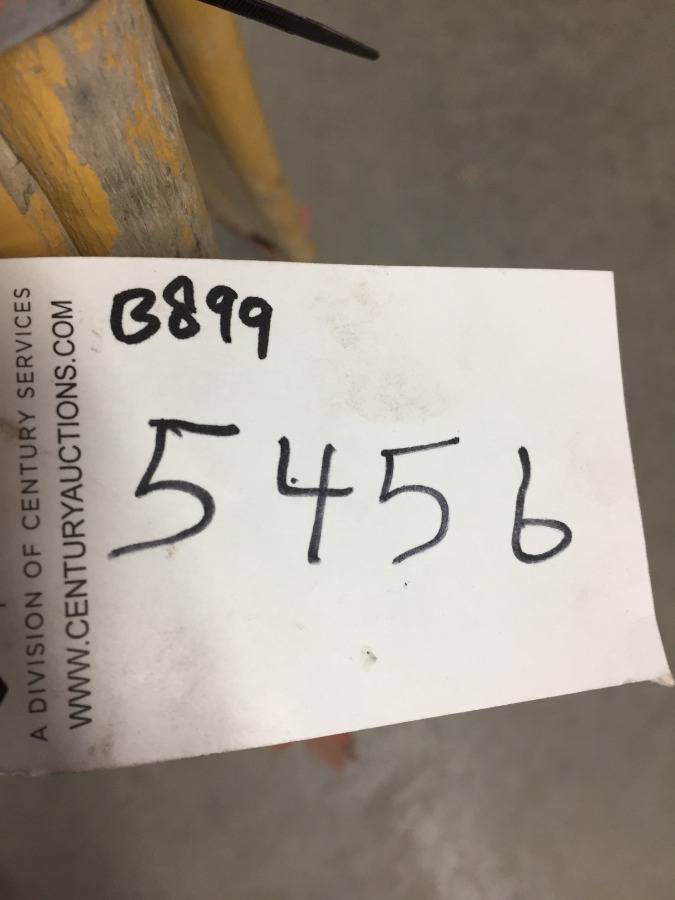 B899
5456
A DIVISION OF CENTURY SERVICES
WWW.CENTURYAUCTIONS.COM